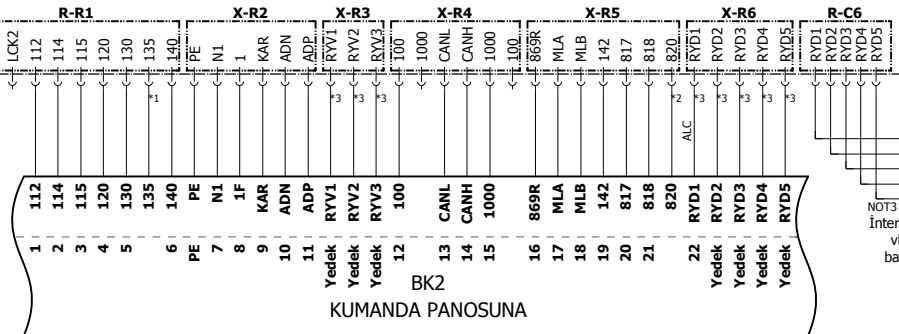 R-R1 X-R2 X-R3 X-R4 X-R5 X-R6 R-C6
LCK2 112 114 115 120 130 135 140 PE N1 1 KAR ADN ADP RYV1 RYV2 RYV3 100 1000 CANL CANH 1000 100 869R MLA MLB 142 817 818 820 RYD1 RYD2 RYD3 RYD4 RYD5 RYD1 RYD2 RYD3 RYD4 RYD5
*1 *3 *3 *3 *2 *3 *3 *3 *3 *3
ALC
112 114 115 120 130 135 140 PE N1 1F KAR ADN ADP RYV1 RYV2 RYV3 100 CANL CANH 1000 869R MLA MLB 142 817 818 820 RYD1 RYD2 RYD3 RYD4 RYD5
1 2 3 4 5 6 PE 7 8 9 10 11 Yedek Yedek Yedek 12 13 14 15 16 17 18 19 20 21 22 Yedek Yedek Yedek Yedek
BK2
KUMANDA PANOSUNA
NOT3
İnter
ba